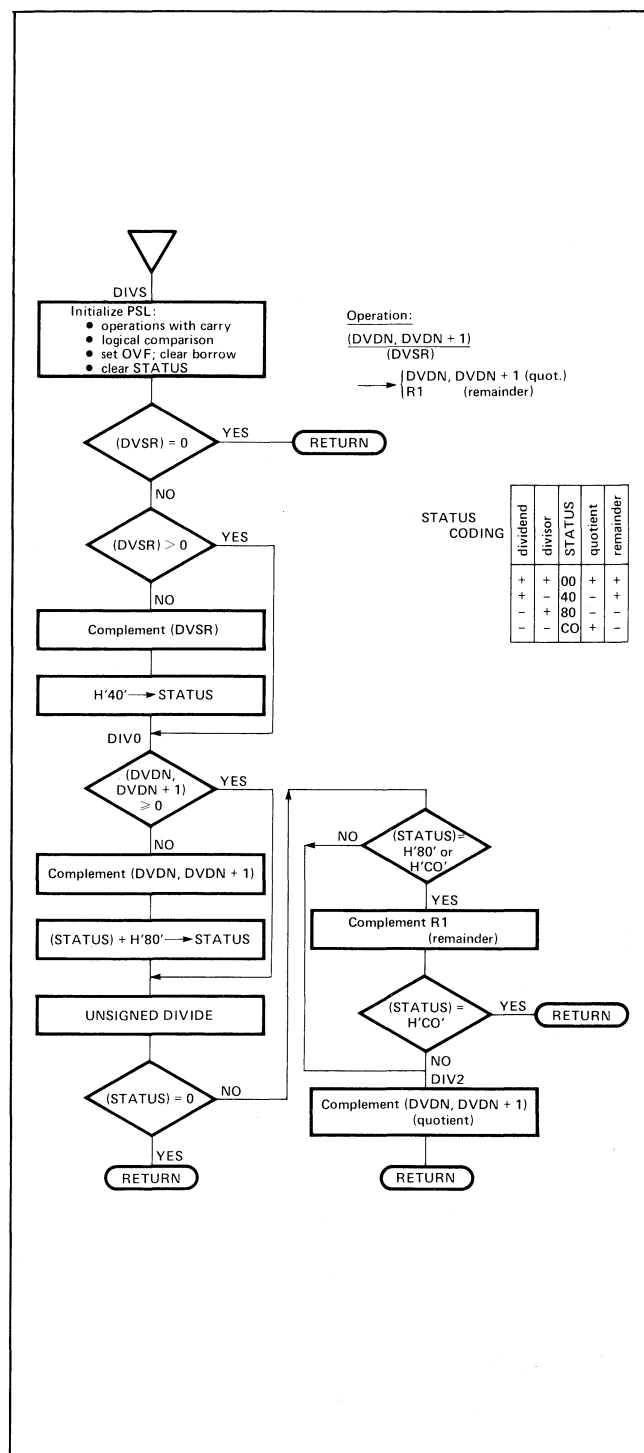 DIVS
Initialize PSL:
• operations with carry
• logical comparison
• set OVF; clear borrow
• clear STATUS
Operation:
(DVDN, DVDN + 1)
(DVSR)
→ {DVDN, DVDN + 1 (quot.)
R1 (remainder)
(DVSR) = 0
YES
RETURN
NO
STATUS
CODING
dividend divisor STATUS quotient remainder
+ + 00 + +
+ - 40 - +
- + 80 - -
- - CO + -
(DVSR) > 0
YES
NO
Complement (DVSR)
H'40' → STATUS
DIV0
(DVDN,
DVDN + 1)
⩾ 0
YES
NO
Complement (DVDN, DVDN + 1)
(STATUS) + H'80' → STATUS
UNSIGNED DIVIDE
(STATUS) = 0
NO
YES
RETURN
(STATUS)=
H'80' or
H'CO'
NO
YES
Complement R1
(remainder)
(STATUS) =
H'CO'
YES
RETURN
NO
DIV2
Complement (DVDN, DVDN + 1)
(quotient)
RETURN